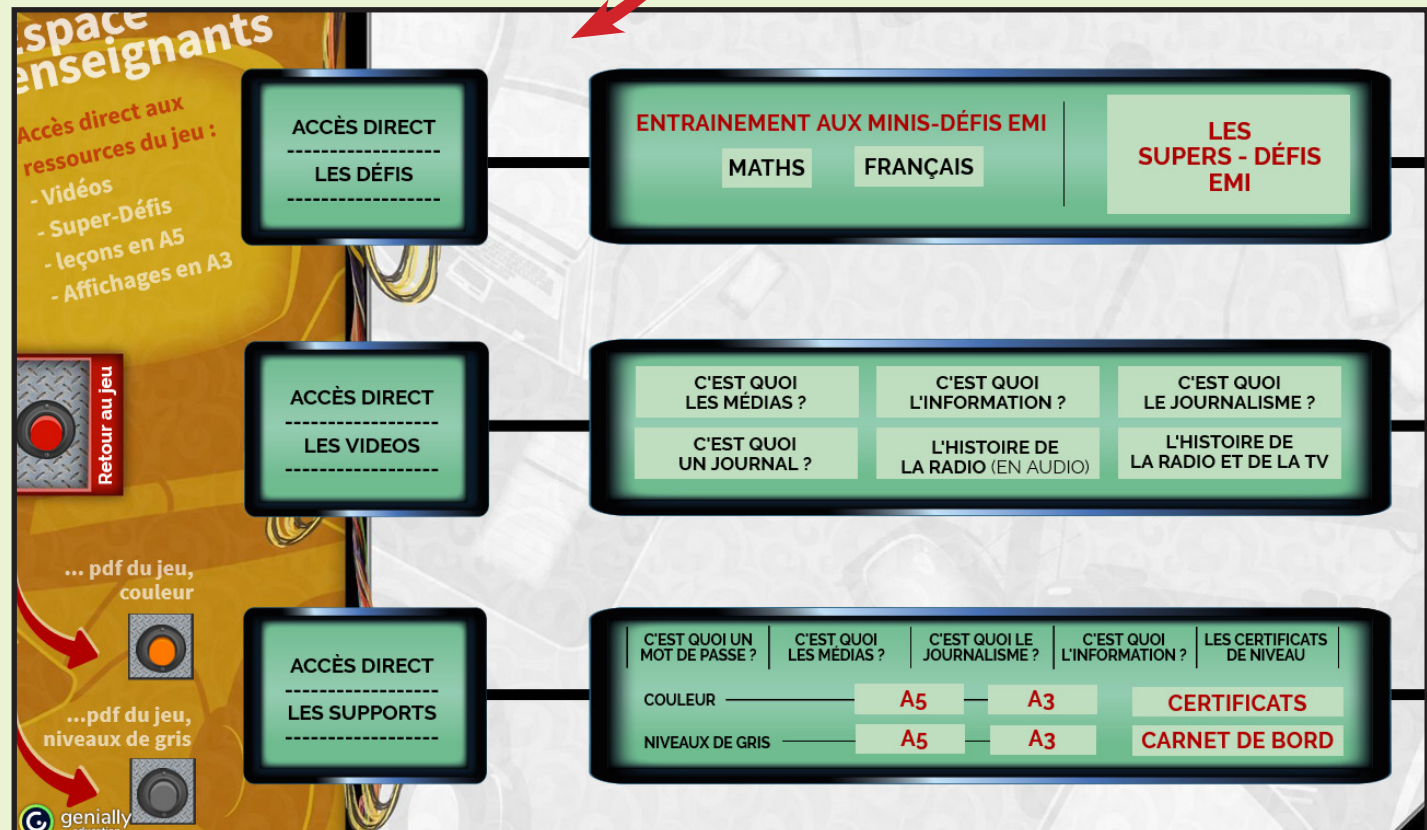 Espace
enseignants
Accès direct aux
ressources du jeu :
- Vidéos
- Super-Défis
- leçons en A5
- Affichages en A3
Retour au jeu
... pdf du jeu,
couleur
...pdf du jeu,
niveaux de gris
genially
ACCÈS DIRECT
------------------
LES DÉFIS
------------------
ENTRAINEMENT AUX MINIS-DÉFIS EMI
MATHS
FRANÇAIS
LES
SUPERS - DÉFIS
EMI
ACCÈS DIRECT
------------------
LES VIDEOS
------------------
C'EST QUOI
LES MÉDIAS ?
C'EST QUOI
L'INFORMATION ?
C'EST QUOI
LE JOURNALISME ?
C'EST QUOI
UN JOURNAL ?
L'HISTOIRE DE
LA RADIO (EN AUDIO)
L'HISTOIRE DE
LA RADIO ET DE LA TV
ACCÈS DIRECT
------------------
LES SUPPORTS
------------------
C'EST QUOI UN
MOT DE PASSE ?
C'EST QUOI
LES MÉDIAS ?
C'EST QUOI LE
JOURNALISME ?
C'EST QUOI
L'INFORMATION ?
LES CERTIFICATS
DE NIVEAU
COULEUR A5 A3
CERTIFICATS
NIVEAUX DE GRIS A5 A3
CARNET DE BORD